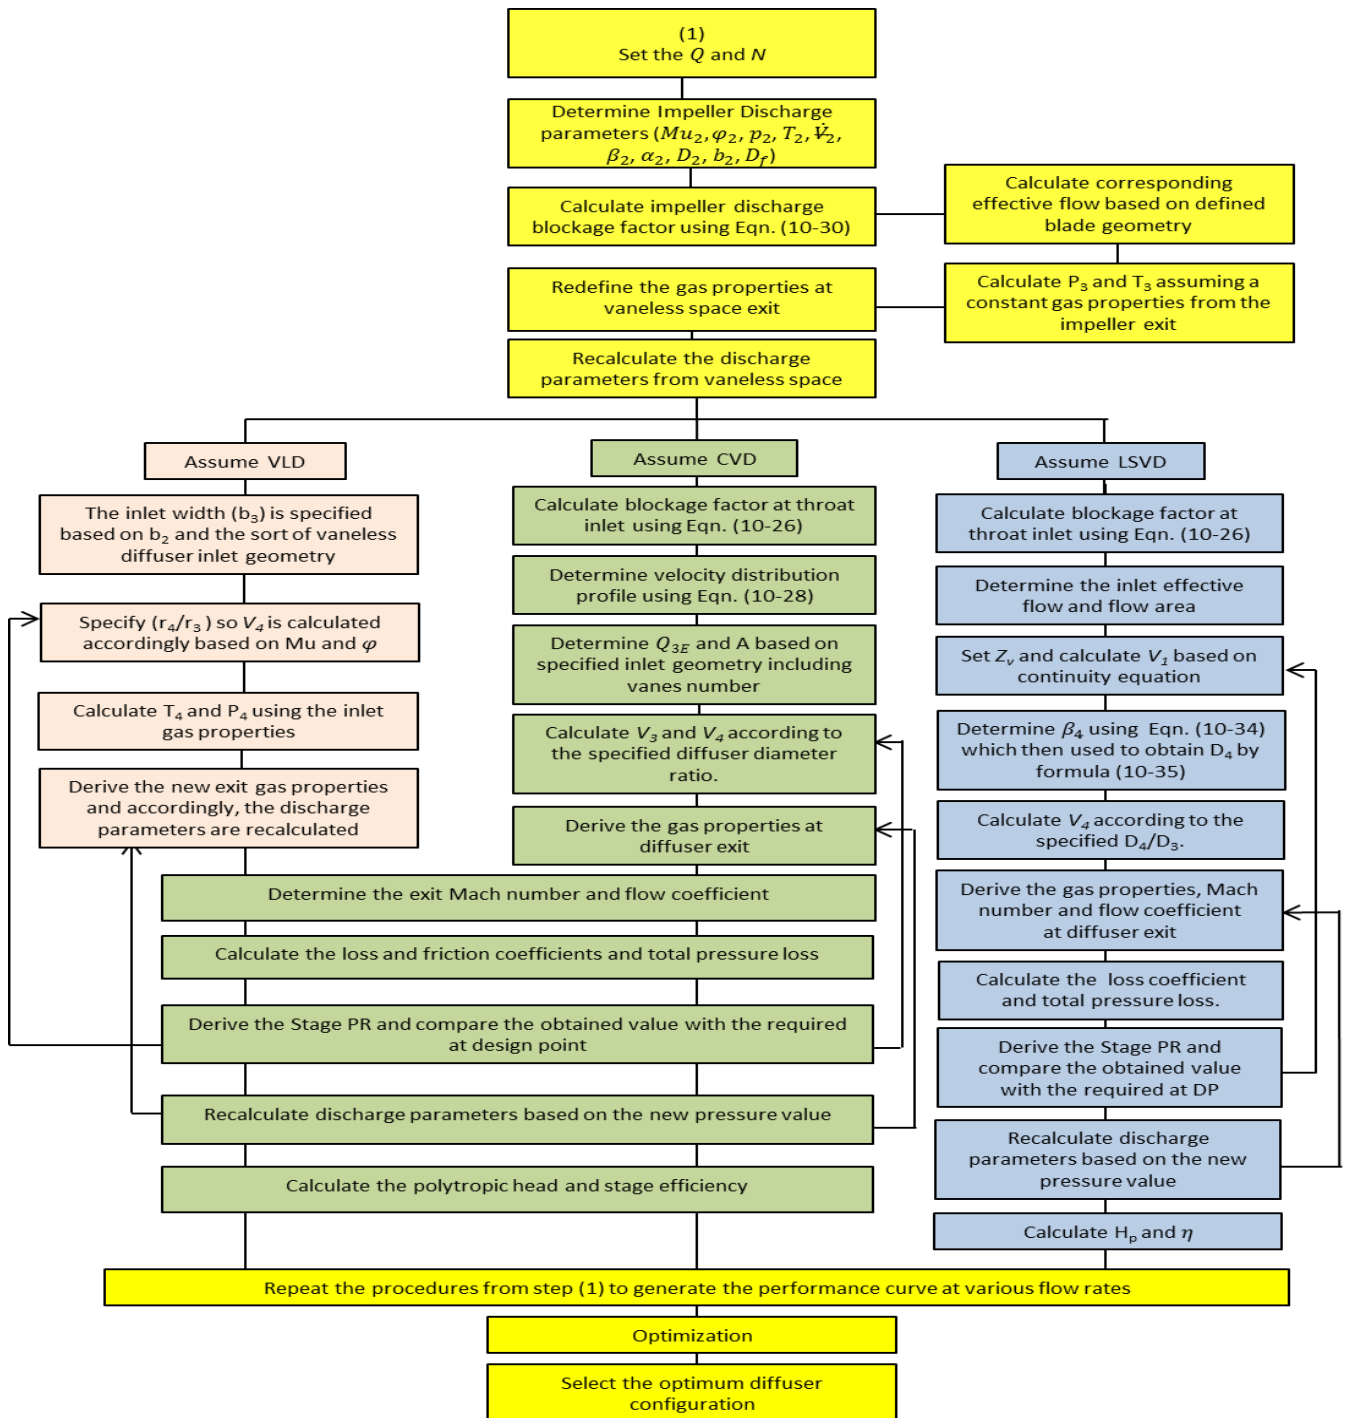 (1)
Set the Q and N
Determine Impeller Discharge
parameters (Mu₂, φ₂, p₂, T₂, V̶̇₂,
β₂, α₂, D₂, b₂, D_f)
Calculate impeller discharge
blockage factor using Eqn. (10-30)
Calculate corresponding
effective flow based on defined
blade geometry
Calculate P₃ and T₃ assuming a
constant gas properties from the
impeller exit
Redefine the gas properties at
vaneless space exit
Recalculate the discharge
parameters from vaneless space
Assume VLD
The inlet width (b₃) is specified
based on b₂ and the sort of vaneless
diffuser inlet geometry
Specify (r₄/r₃ ) so V₄ is calculated
accordingly based on Mu and φ
Calculate T₄ and P₄ using the inlet
gas properties
Derive the new exit gas properties
and accordingly, the discharge
parameters are recalculated
Assume CVD
Calculate blockage factor at throat
inlet using Eqn. (10-26)
Determine velocity distribution
profile using Eqn. (10-28)
Determine Q₃E and A based on
specified inlet geometry including
vanes number
Calculate V₃ and V₄ according to
the specified diffuser diameter
ratio.
Derive the gas properties at
diffuser exit
Determine the exit Mach number and flow coefficient
Calculate the loss and friction coefficients and total pressure loss
Derive the Stage PR and compare the obtained value with the required
at design point
Recalculate discharge parameters based on the new pressure value
Calculate the polytropic head and stage efficiency
Assume LSVD
Calculate blockage factor at
throat inlet using Eqn. (10-26)
Determine the inlet effective
flow and flow area
Set Zᵥ and calculate V₁ based on
continuity equation
Determine β₄ using Eqn. (10-34)
which then used to obtain D₄ by
formula (10-35)
Calculate V₄ according to the
specified D₄/D₃.
Derive the gas properties, Mach
number and flow coefficient
at diffuser exit
Calculate the loss coefficient
and total pressure loss.
Derive the Stage PR and
compare the obtained value
with the required at DP
Recalculate discharge
parameters based on the new
pressure value
Calculate Hₚ and η
Repeat the procedures from step (1) to generate the performance curve at various flow rates
Optimization
Select the optimum diffuser
configuration